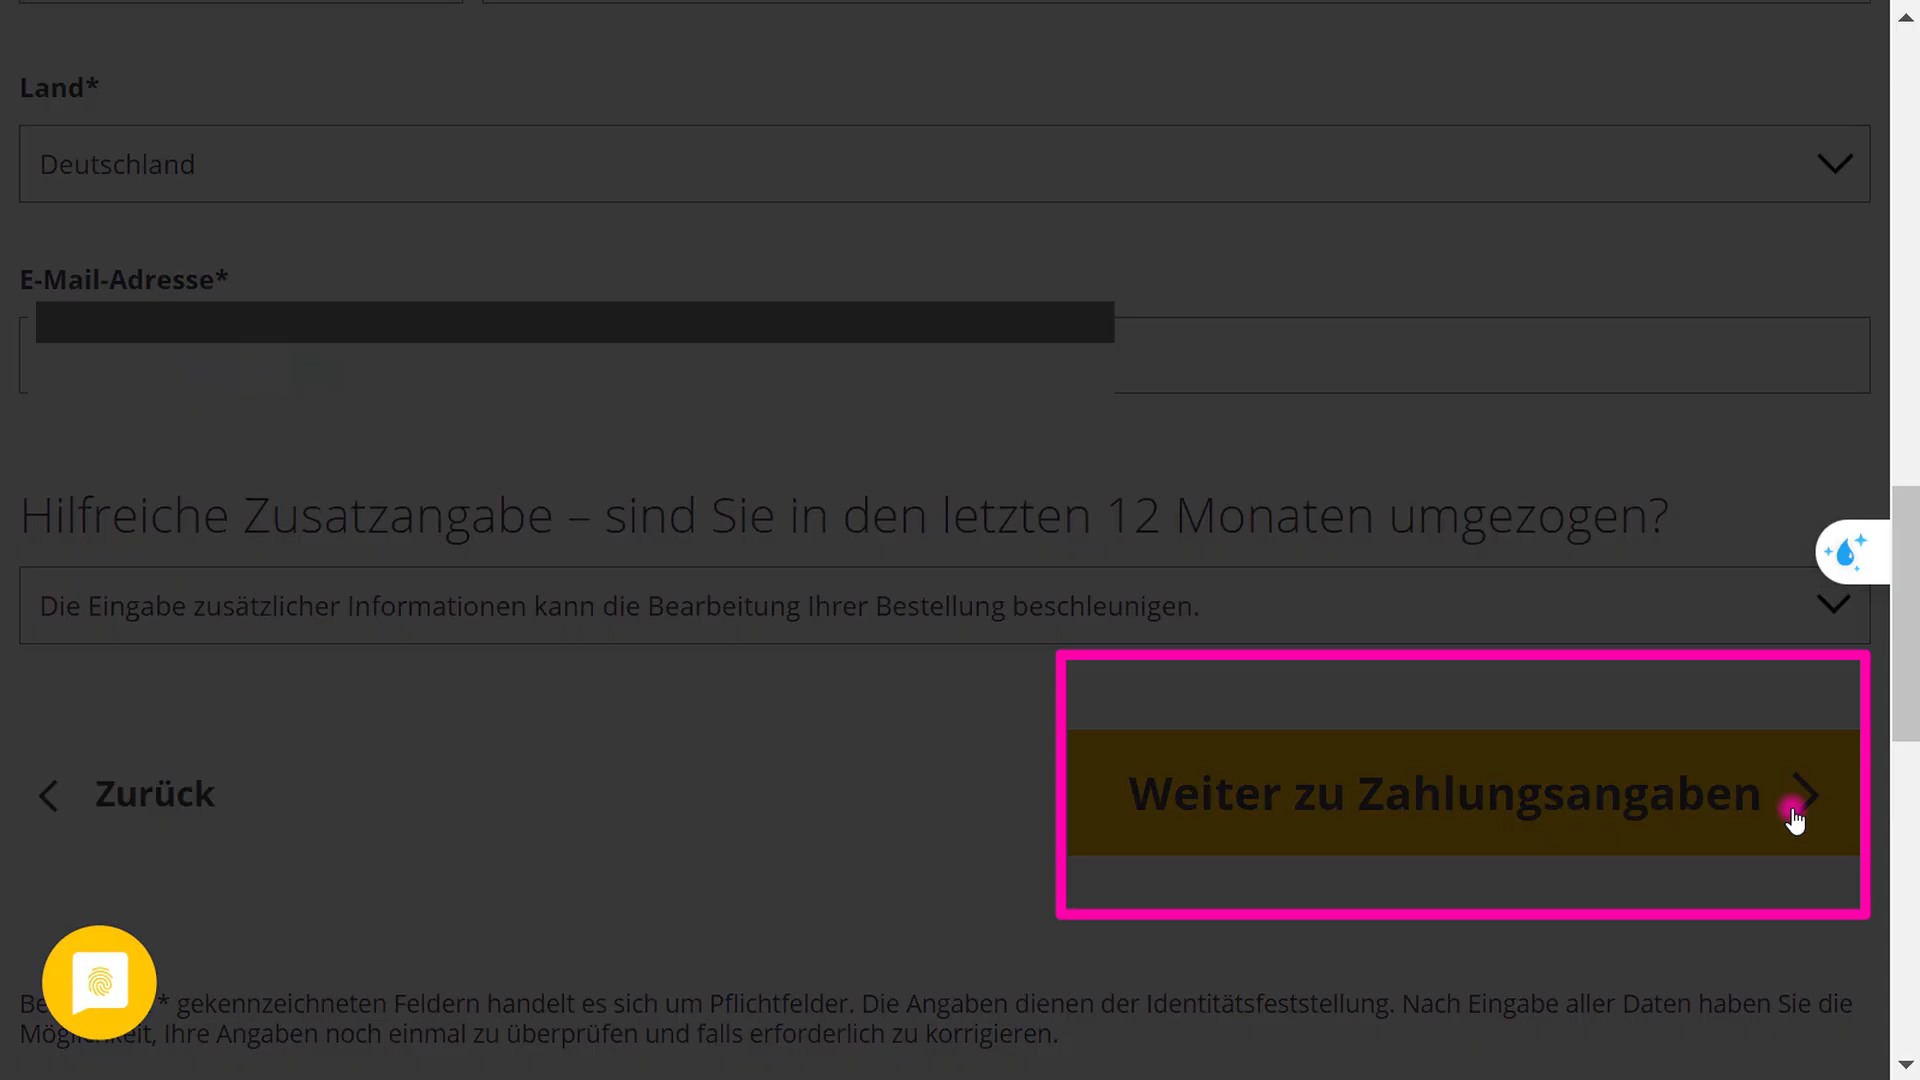 Land*
Deutschland
E-Mail-Adresse*
Hilfreiche Zusatzangabe – sind Sie in den letzten 12 Monaten umgezogen?
Die Eingabe zusätzlicher Informationen kann die Bearbeitung Ihrer Bestellung beschleunigen.
Zurück
Weiter zu Zahlungsangaben
* gekennzeichneten Feldern handelt es sich um Pflichtfelder. Die Angaben dienen der Identitätsfeststellung. Nach Eingabe aller Daten haben Sie die
Möglichkeit, Ihre Angaben noch einmal zu überprüfen und falls erforderlich zu korrigieren.